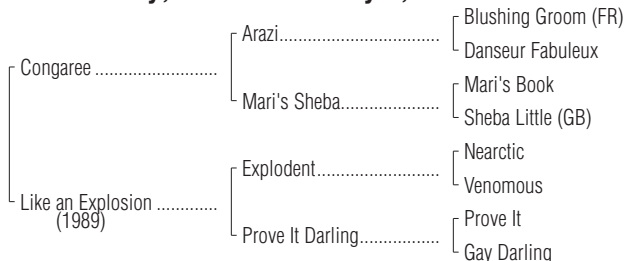 Blushing Groom (FR)
Arazi........................................
Danseur Fabuleux
Congaree ..............................
Mari's Book
Mari's Sheba........................
Sheba Little (GB)
Nearctic
Explodent..............................
Venomous
Like an Explosion ...............
(1989)
Prove It
Prove It Darling....................
Gay Darling